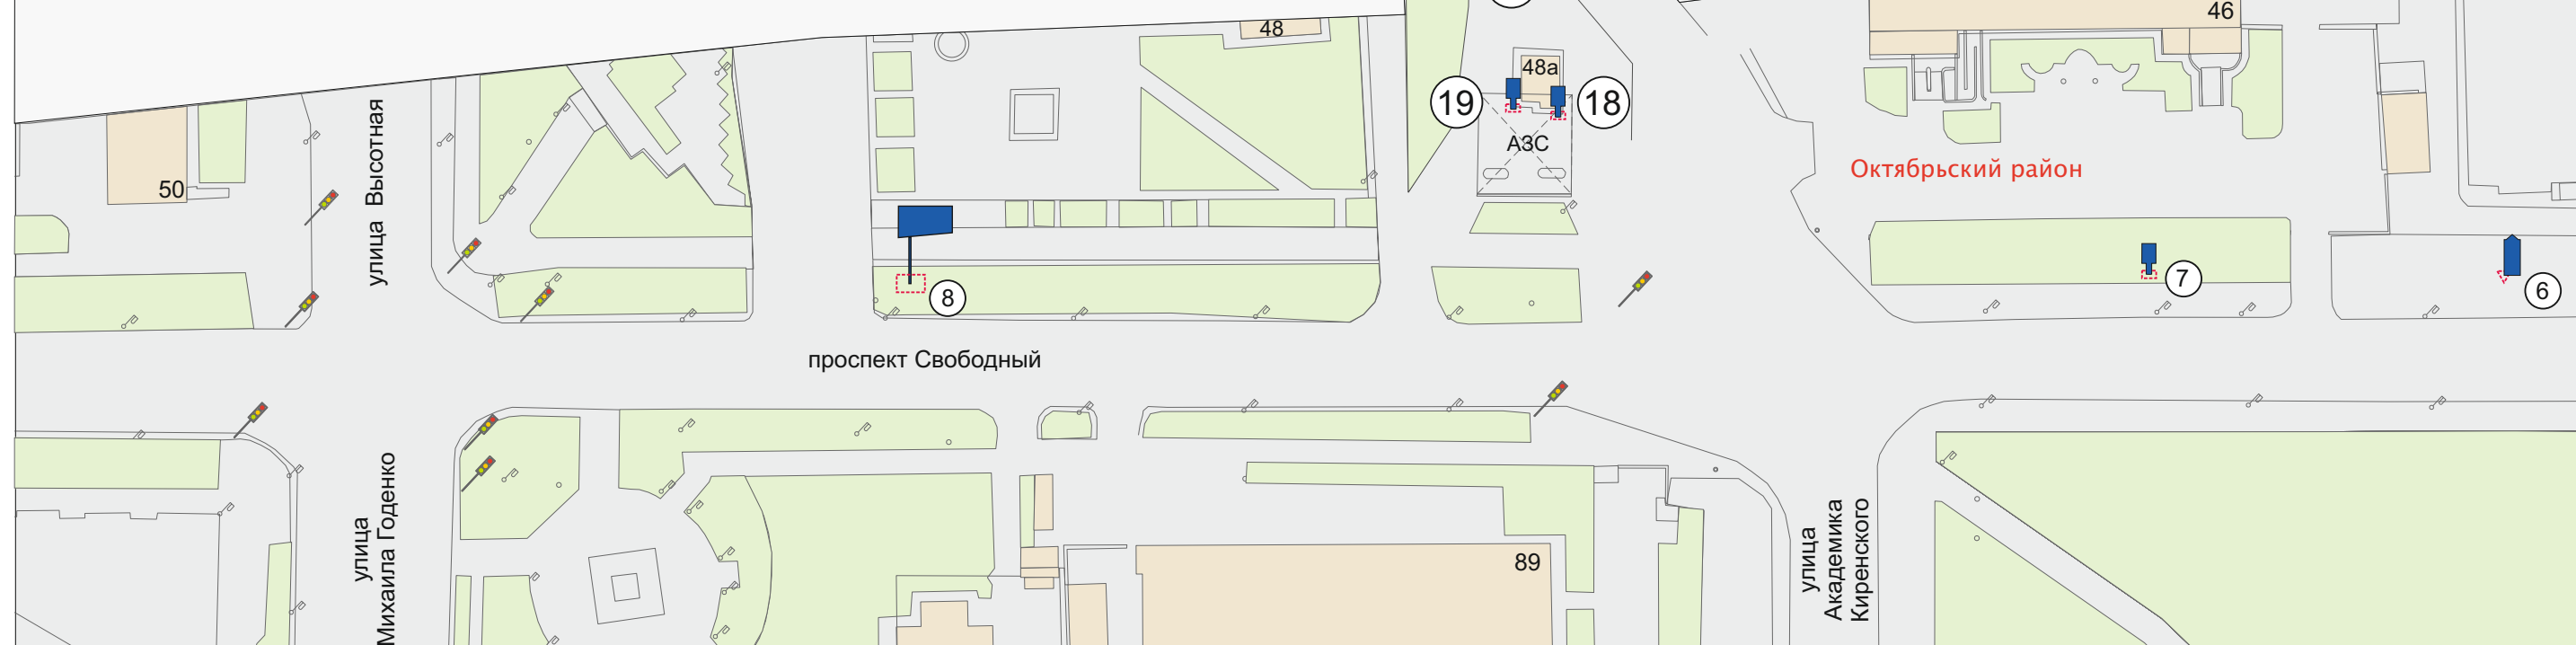 48
46
48а
19
18
АЗС
Октябрьский район
50
улица Высотная
7
6
8
проспект Свободный
улица
Михаила Годенко
89
улица
Академика
Киренского